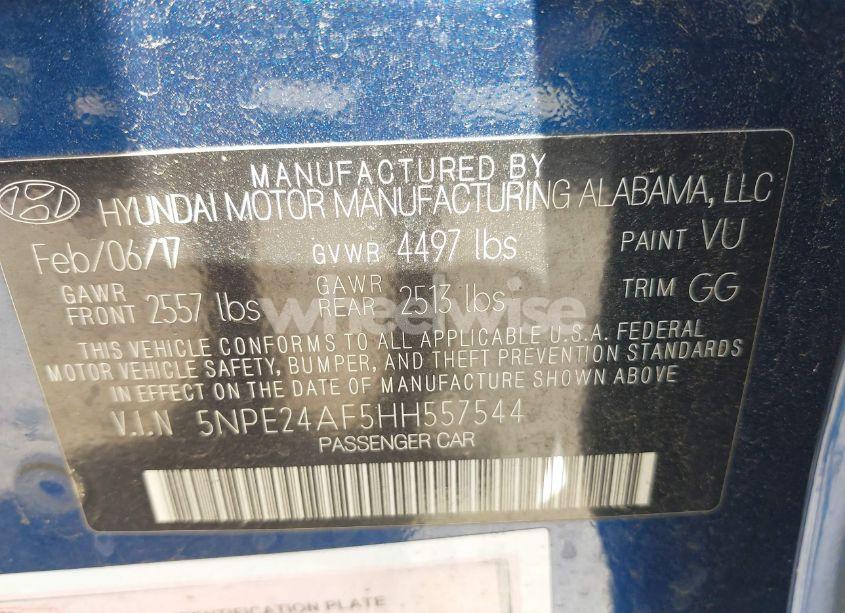 MANUFACTURED BY
HYUNDAI MOTOR MANUFACTURING ALABAMA, LLC
Feb/06/17 GVWR 4497 lbs PAINT VU
GAWR FRONT 2557 lbs GAWR REAR 2513 lbs TRIM GG
wheelwise
THIS VEHICLE CONFORMS TO ALL APPLICABLE U.S.A. FEDERAL
MOTOR VEHICLE SAFETY, BUMPER, AND THEFT PREVENTION STANDARDS
IN EFFECT ON THE DATE OF MANUFACTURE SHOWN ABOVE
V.I.N 5NPE24AF5HH557544
PASSENGER CAR
PLATE